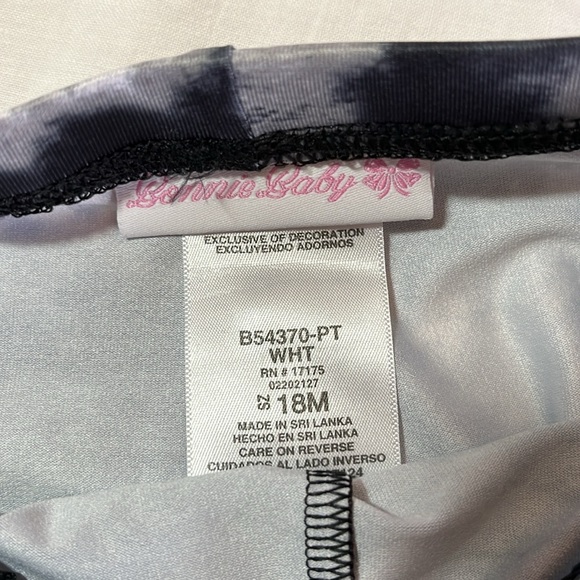 Bonnie Baby
EXCLUSIVE OF DECORATION
EXCLUYENDO ADORNOS
B54370-PT
WHT
RN # 17175
02202127
SZ 18M
MADE IN SRI LANKA
HECHO EN SRI LANKA
CARE ON REVERSE
CUIDADOS AL LADO INVERSO
124